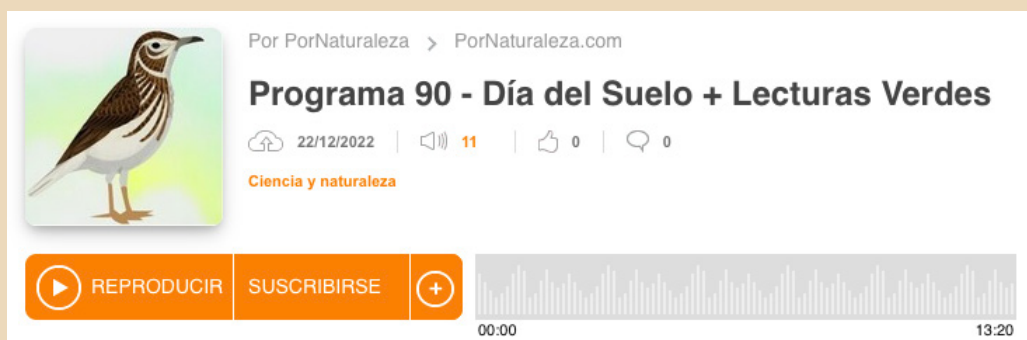 Por PorNaturaleza > PorNaturaleza.com
Programa 90 - Día del Suelo + Lecturas Verdes
22/12/2022 11 0 0
Ciencia y naturaleza
REPRODUCIR SUSCRIBIRSE +
00:00 13:20